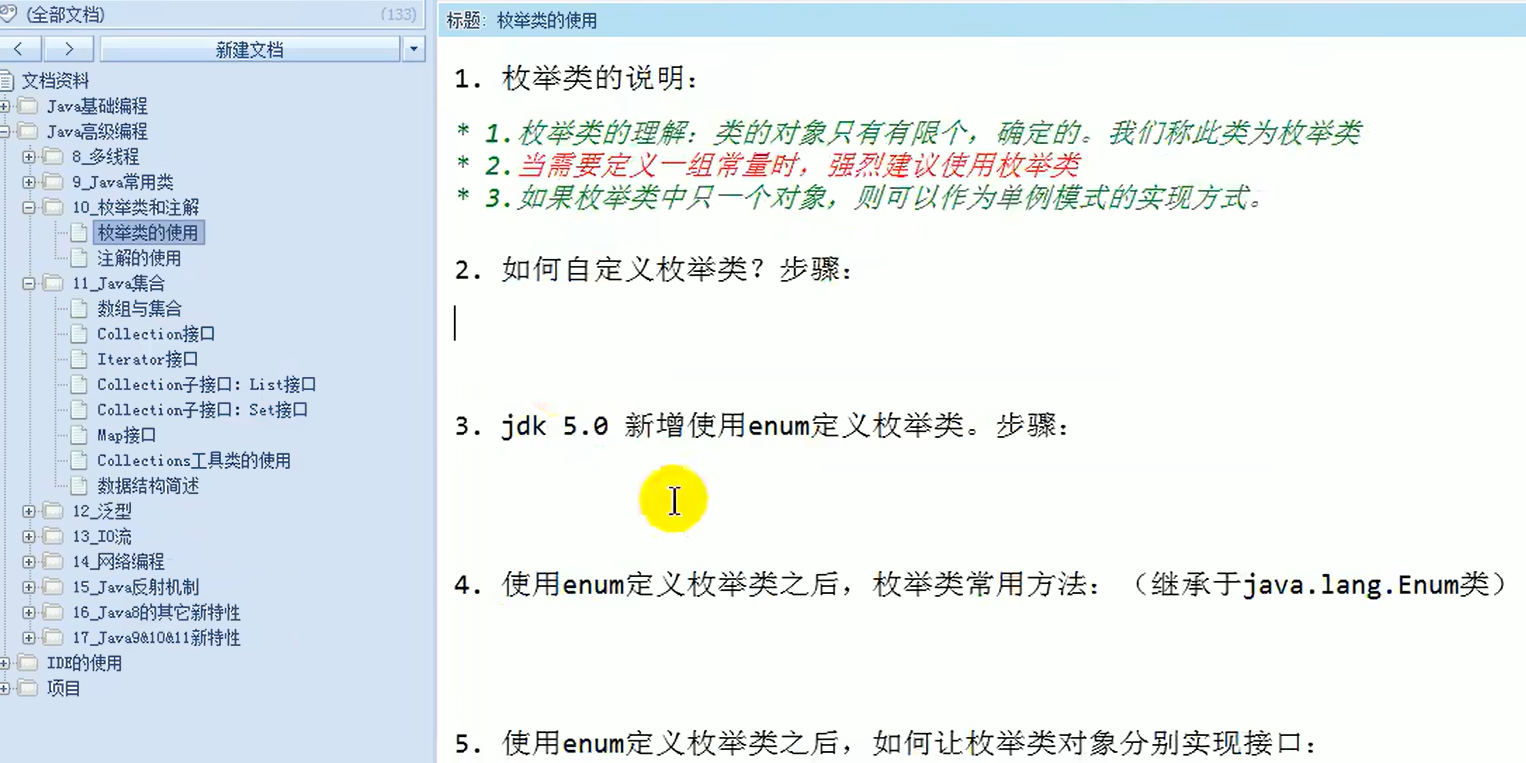 (全部文档) (133)
新建文档
文档资料
Java基础编程
Java高级编程
8_多线程
9_Java常用类
10_枚举类和注解
枚举类的使用
注解的使用
11_Java集合
数组与集合
Collection接口
Iterator接口
Collection子接口：List接口
Collection子接口：Set接口
Map接口
Collections工具类的使用
数据结构简述
12_泛型
13_IO流
14_网络编程
15_Java反射机制
16_Java8的其它新特性
17_Java9&10&11新特性
IDE的使用
项目
标题：枚举类的使用
1. 枚举类的说明：
* 1.枚举类的理解：类的对象只有有限个，确定的。我们称此类为枚举类
* 2.当需要定义一组常量时，强烈建议使用枚举类
* 3.如果枚举类中只一个对象，则可以作为单例模式的实现方式。
2. 如何自定义枚举类？步骤：
3. jdk 5.0 新增使用enum定义枚举类。步骤：
4. 使用enum定义枚举类之后，枚举类常用方法：（继承于java.lang.Enum类）
5. 使用enum定义枚举类之后，如何让枚举类对象分别实现接口：